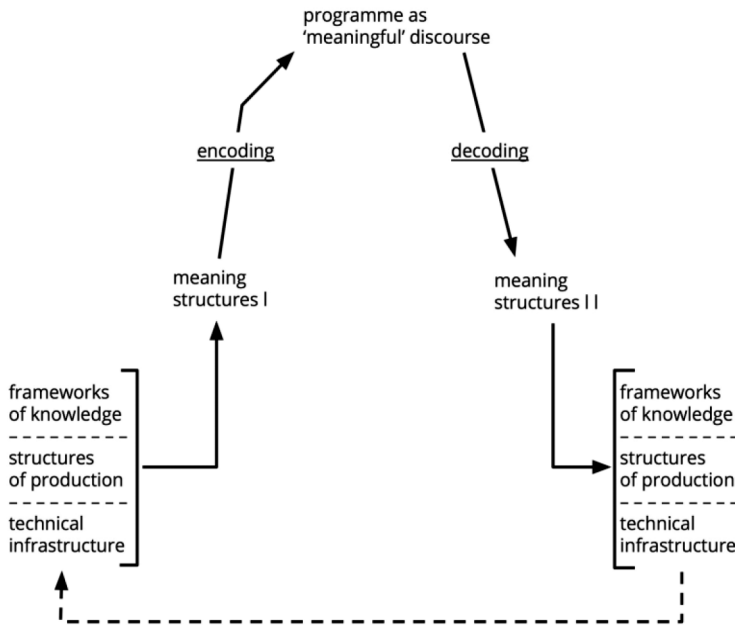 programme as
‘meaningful’ discourse
encoding
decoding
meaning
structures I
meaning
structures I I
frameworks
of knowledge
structures
of production
technical
infrastructure
frameworks
of knowledge
structures
of production
technical
infrastructure